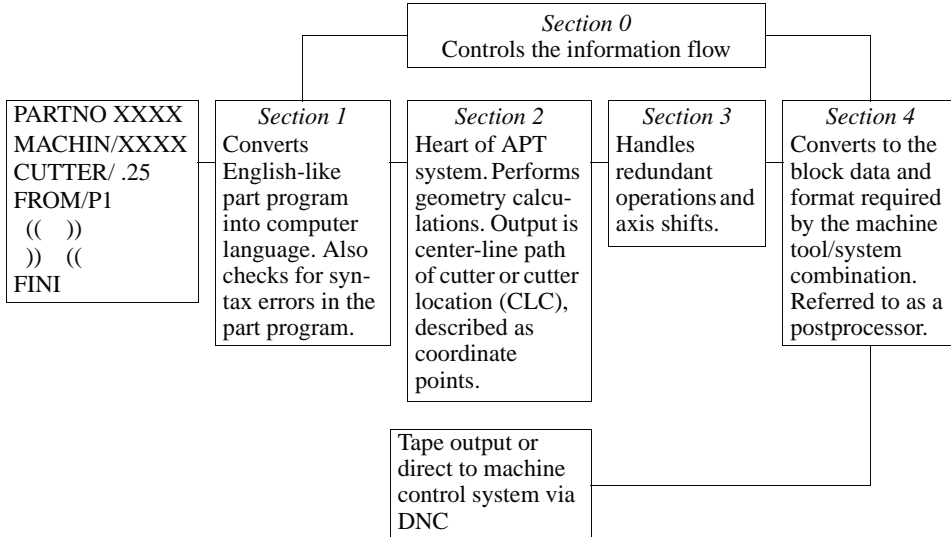 Section 0
Controls the information flow
PARTNO XXXX
MACHIN/XXXX
CUTTER/ .25
FROM/P1
(( ))
)) ((
FINI
Section 1
Converts
English-like
part program
into computer
language. Also
checks for syn-
tax errors in the
part program.
Section 2
Heart of APT
system. Performs
geometry calcu-
lations. Output is
center-line path
of cutter or cutter
location (CLC),
described as
coordinate
points.
Section 3
Handles
redundant
operations and
axis shifts.
Section 4
Converts to the
block data and
format required
by the machine
tool/system
combination.
Referred to as a
postprocessor.
Tape output or
direct to machine
control system via
DNC